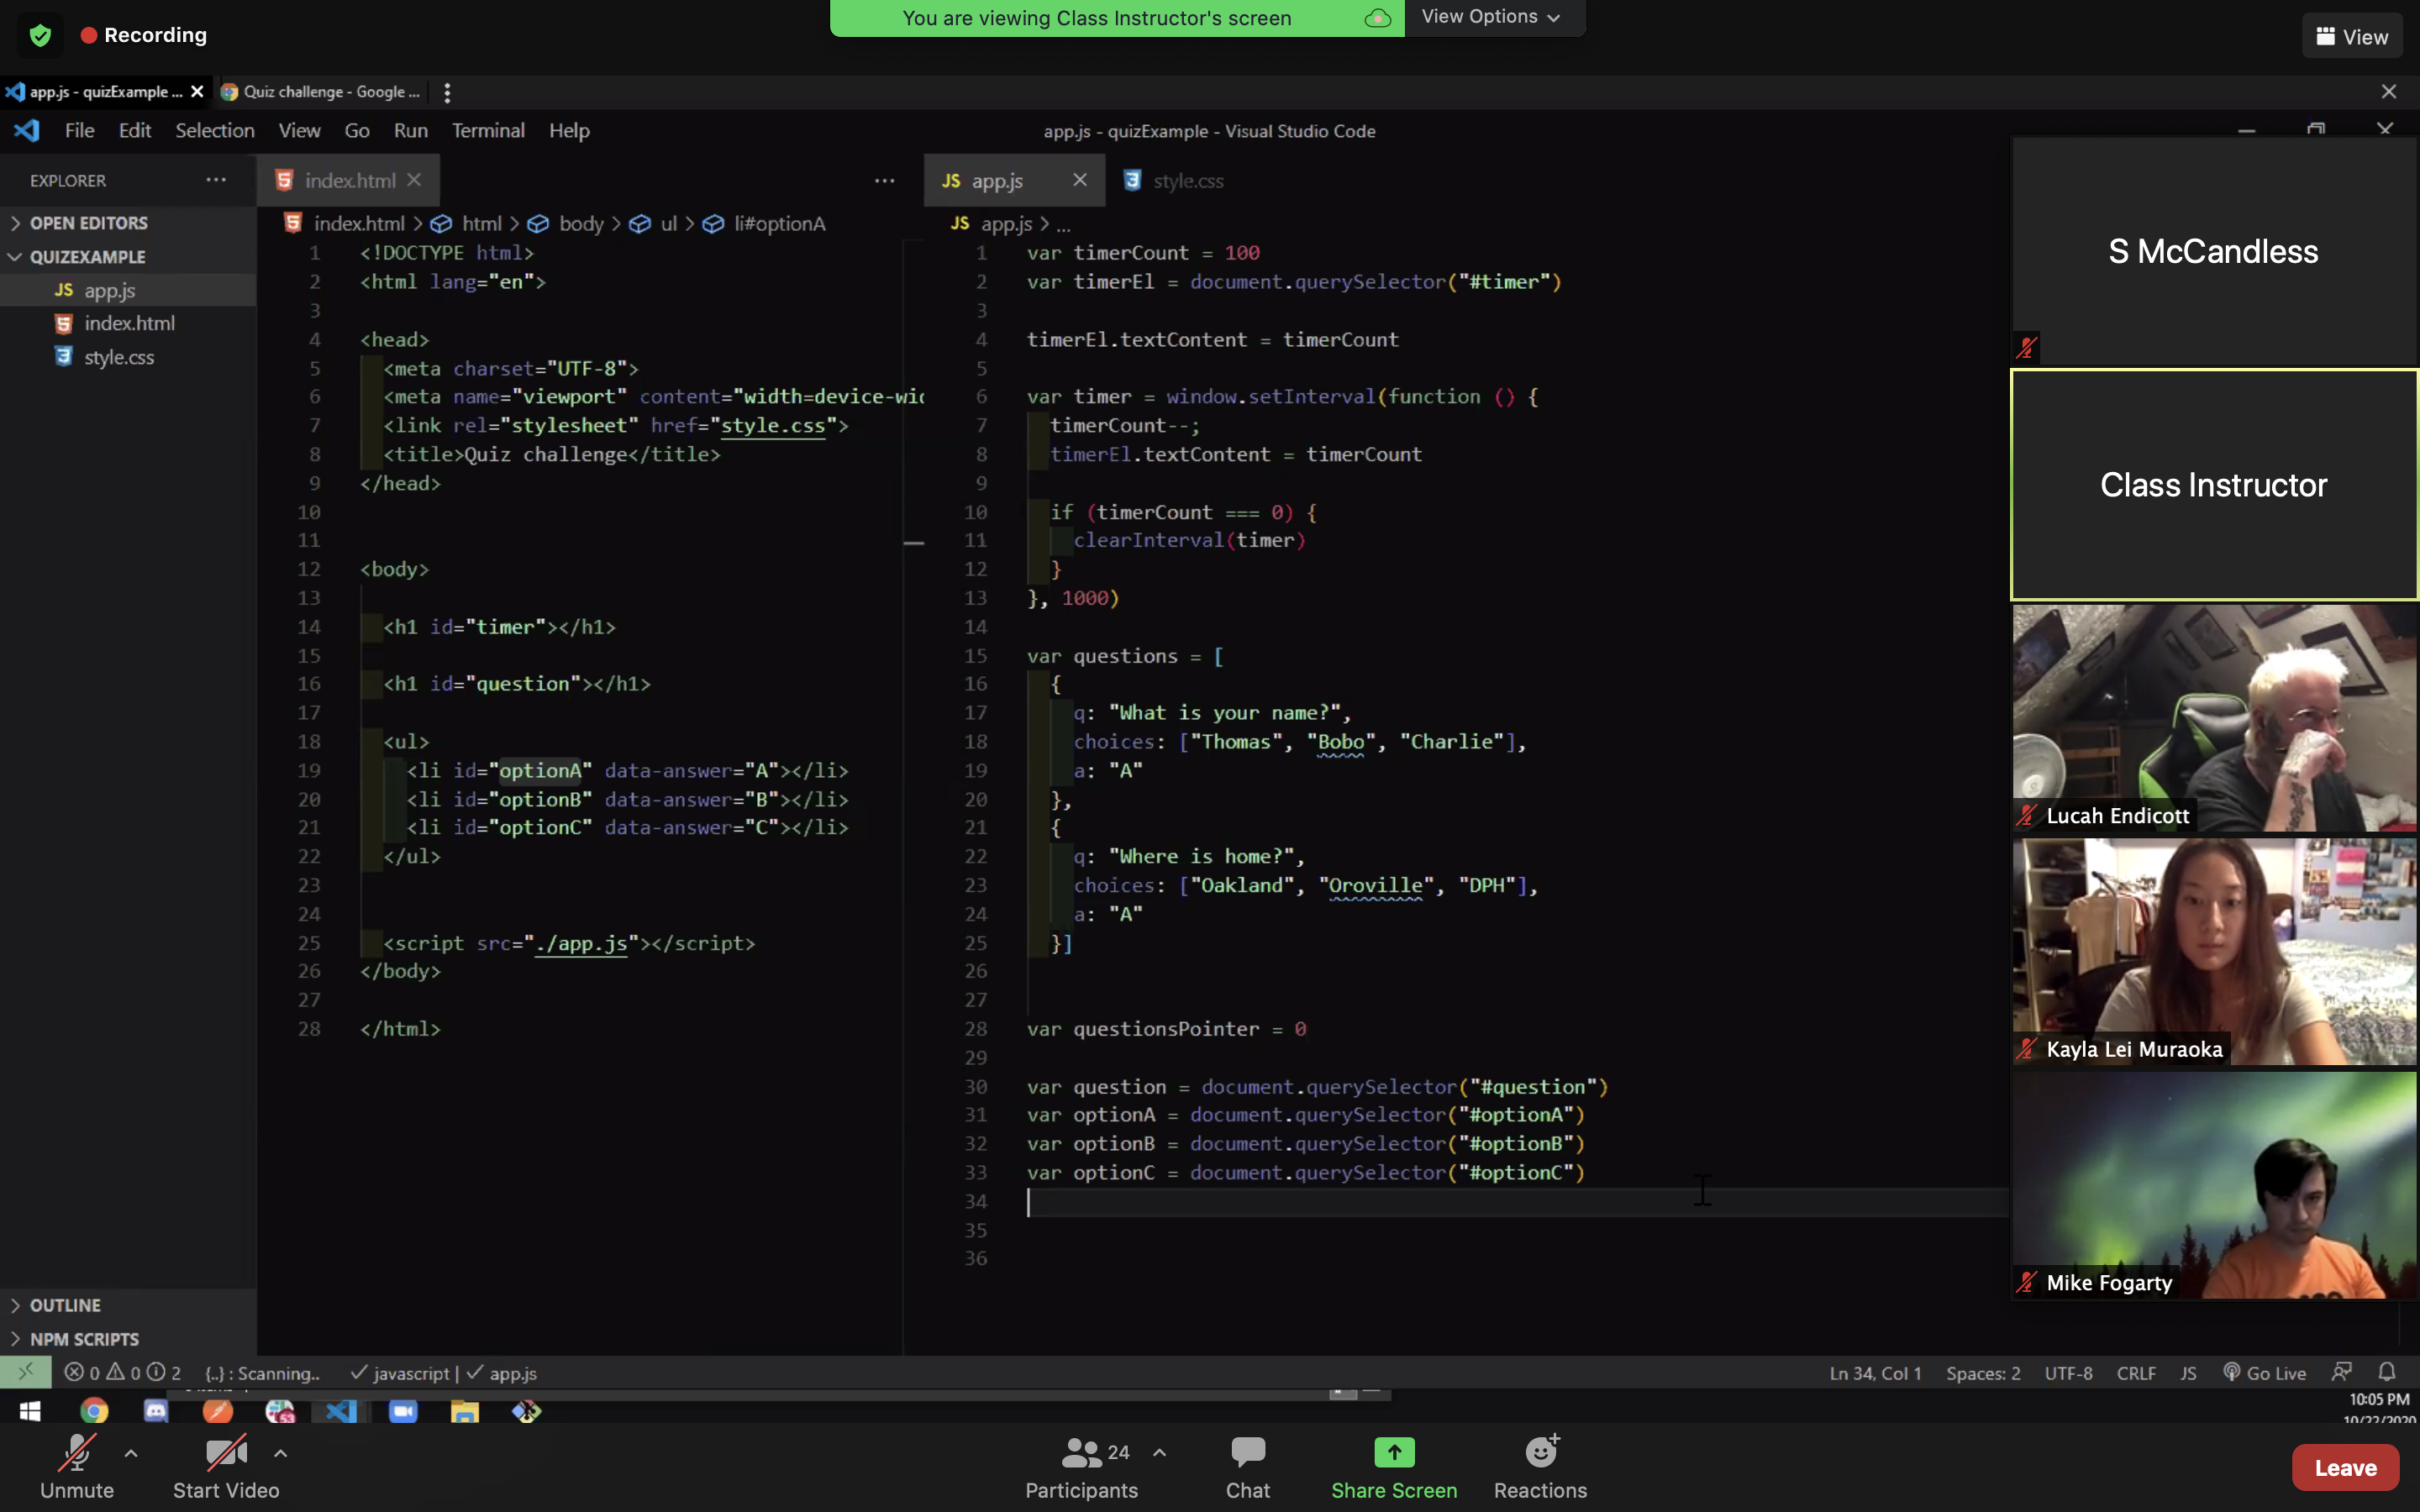 Recording
You are viewing Class Instructor's screen
View Options
View
app.js - quizExample ...
Quiz challenge - Google ...
File Edit Selection View Go Run Terminal Help
app.js - quizExample - Visual Studio Code
EXPLORER
OPEN EDITORS
QUIZEXAMPLE
JS app.js
index.html
style.css
OUTLINE
NPM SCRIPTS
index.html
index.html > html > body > ul > li#optionA
1 <!DOCTYPE html>
2 <html lang="en">
3
4 <head>
5 <meta charset="UTF-8">
6 <meta name="viewport" content="width=device-wid
7 <link rel="stylesheet" href="style.css">
8 <title>Quiz challenge</title>
9 </head>
10
11
12 <body>
13
14 <h1 id="timer"></h1>
15
16 <h1 id="question"></h1>
17
18 <ul>
19 <li id="optionA" data-answer="A"></li>
20 <li id="optionB" data-answer="B"></li>
21 <li id="optionC" data-answer="C"></li>
22 </ul>
23
24
25 <script src="./app.js"></script>
26 </body>
27
28 </html>
JS app.js
style.css
JS app.js > ...
1 var timerCount = 100
2 var timerEl = document.querySelector("#timer")
3
4 timerEl.textContent = timerCount
5
6 var timer = window.setInterval(function () {
7 timerCount--;
8 timerEl.textContent = timerCount
9
10 if (timerCount === 0) {
11 clearInterval(timer)
12 }
13 }, 1000)
14
15 var questions = [
16 {
17 q: "What is your name?",
18 choices: ["Thomas", "Bobo", "Charlie"],
19 a: "A"
20 },
21 {
22 q: "Where is home?",
23 choices: ["Oakland", "Oroville", "DPH"],
24 a: "A"
25 }]
26
27
28 var questionsPointer = 0
29
30 var question = document.querySelector("#question")
31 var optionA = document.querySelector("#optionA")
32 var optionB = document.querySelector("#optionB")
33 var optionC = document.querySelector("#optionC")
34
35
36
S McCandless
Class Instructor
Lucah Endicott
Kayla Lei Muraoka
Mike Fogarty
0 0 2 {..} : Scanning.. javascript | app.js
Ln 34, Col 1 Spaces: 2 UTF-8 CRLF JS Go Live
53
10:05 PM
10/22/2020
Unmute
Start Video
24
Participants
Chat
Share Screen
Reactions
Leave